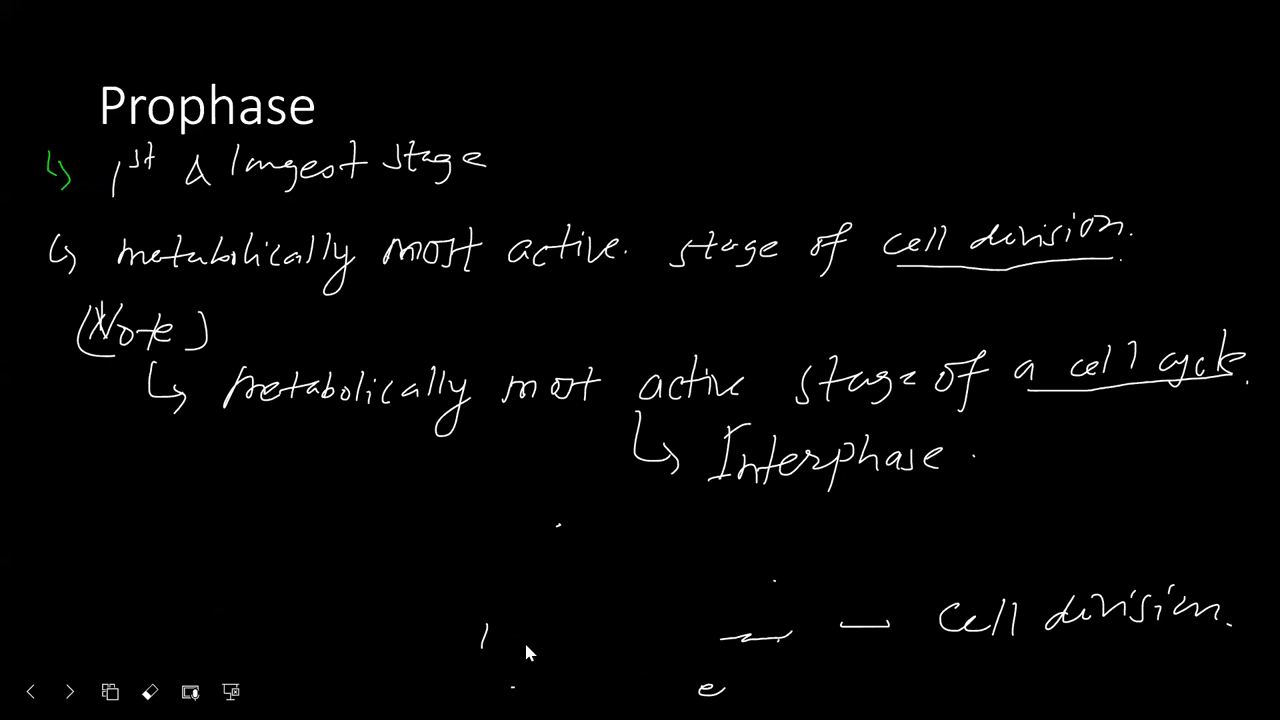 Prophase
↳ 1st & longest stage
↳ metabolically most active. stage of cell division.
(Note)
↳ metabolically most active stage of a cell cycle.
↳ Interphase.
— cell division.
e